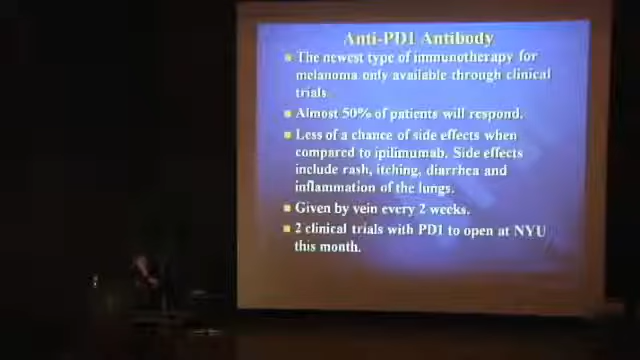 Anti-PD1 Antibody
The newest type of immunotherapy for
melanoma only available through clinical
trials.
Almost 50% of patients will respond.
Less of a chance of side effects when
compared to ipilimumab. Side effects
include rash, itching, diarrhea and
inflammation of the lungs.
Given by vein every 2 weeks.
2 clinical trials with PD1 to open at NYU
this month.